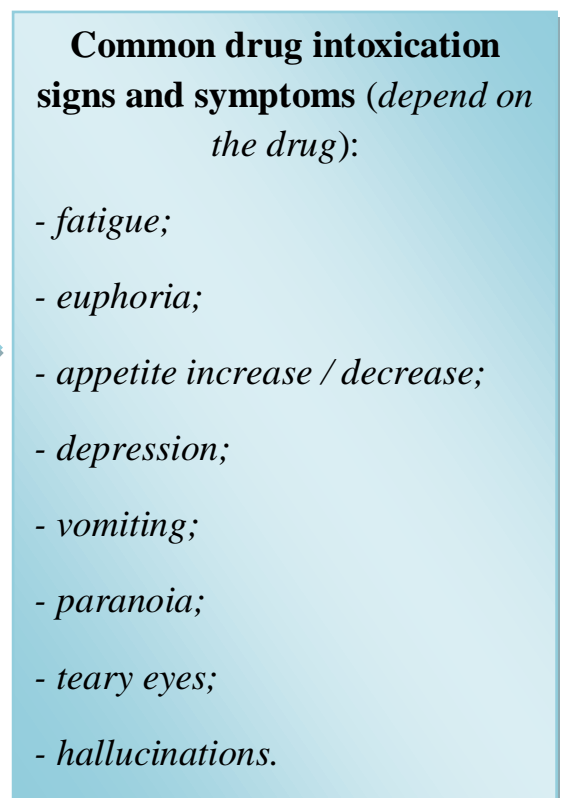 Common drug intoxication
signs and symptoms (depend on
the drug):
- fatigue;
- euphoria;
- appetite increase / decrease;
- depression;
- vomiting;
- paranoia;
- teary eyes;
- hallucinations.